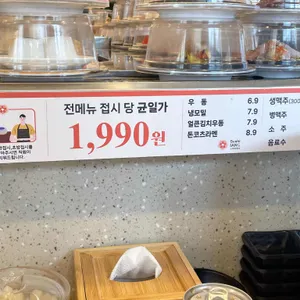 전메뉴 접시 당 균일가
1,990원
우 동 6.9
냉모밀 7.9
얼큰김치우동 7.9
돈코츠라멘 8.9
생맥주(300
병맥주
소 주
음료수